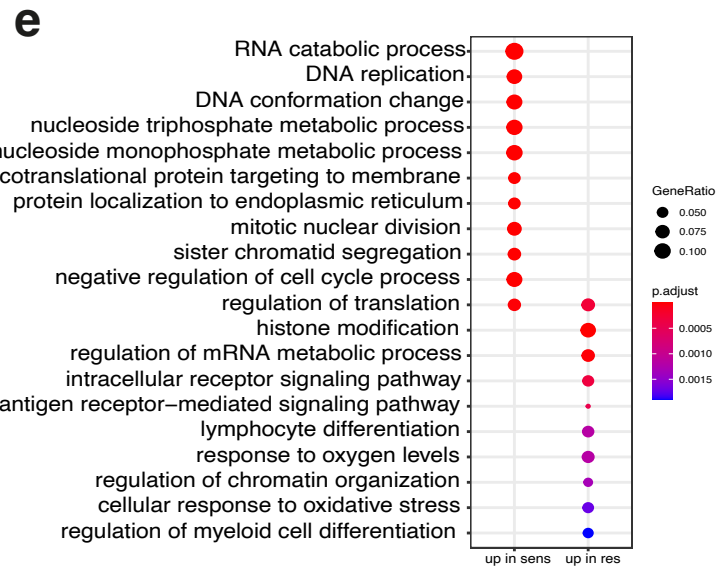 e
RNA catabolic process
DNA replication
DNA conformation change
nucleoside triphosphate metabolic process
nucleoside monophosphate metabolic process
cotranslational protein targeting to membrane
protein localization to endoplasmic reticulum
mitotic nuclear division
sister chromatid segregation
negative regulation of cell cycle process
regulation of translation
histone modification
regulation of mRNA metabolic process
intracellular receptor signaling pathway
antigen receptor−mediated signaling pathway
lymphocyte differentiation
response to oxygen levels
regulation of chromatin organization
cellular response to oxidative stress
regulation of myeloid cell differentiation
up in sens up in res
GeneRatio
0.050
0.075
0.100
p.adjust
0.0005
0.0010
0.0015